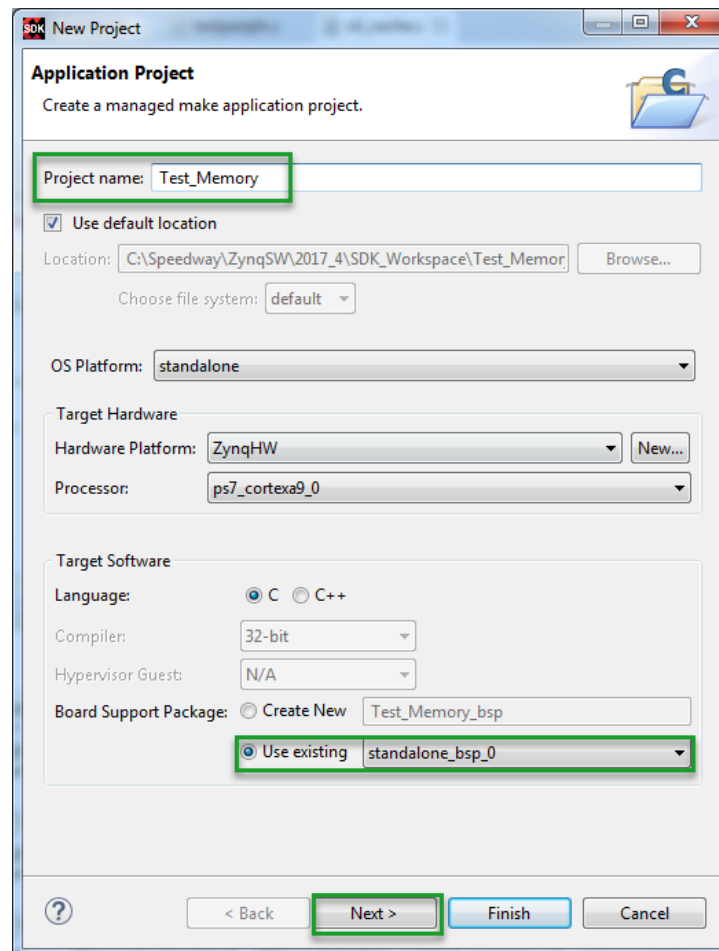 SDK New Project
Application Project
Create a managed make application project.
Project name: Test_Memory
Use default location
Location: C:\Speedway\ZynqSW\2017_4\SDK_Workspace\Test_Memor Browse...
Choose file system: default
OS Platform: standalone
Target Hardware
Hardware Platform: ZynqHW New...
Processor: ps7_cortexa9_0
Target Software
Language: C C++
Compiler: 32-bit
Hypervisor Guest: N/A
Board Support Package: Create New Test_Memory_bsp
Use existing standalone_bsp_0
? < Back Next > Finish Cancel